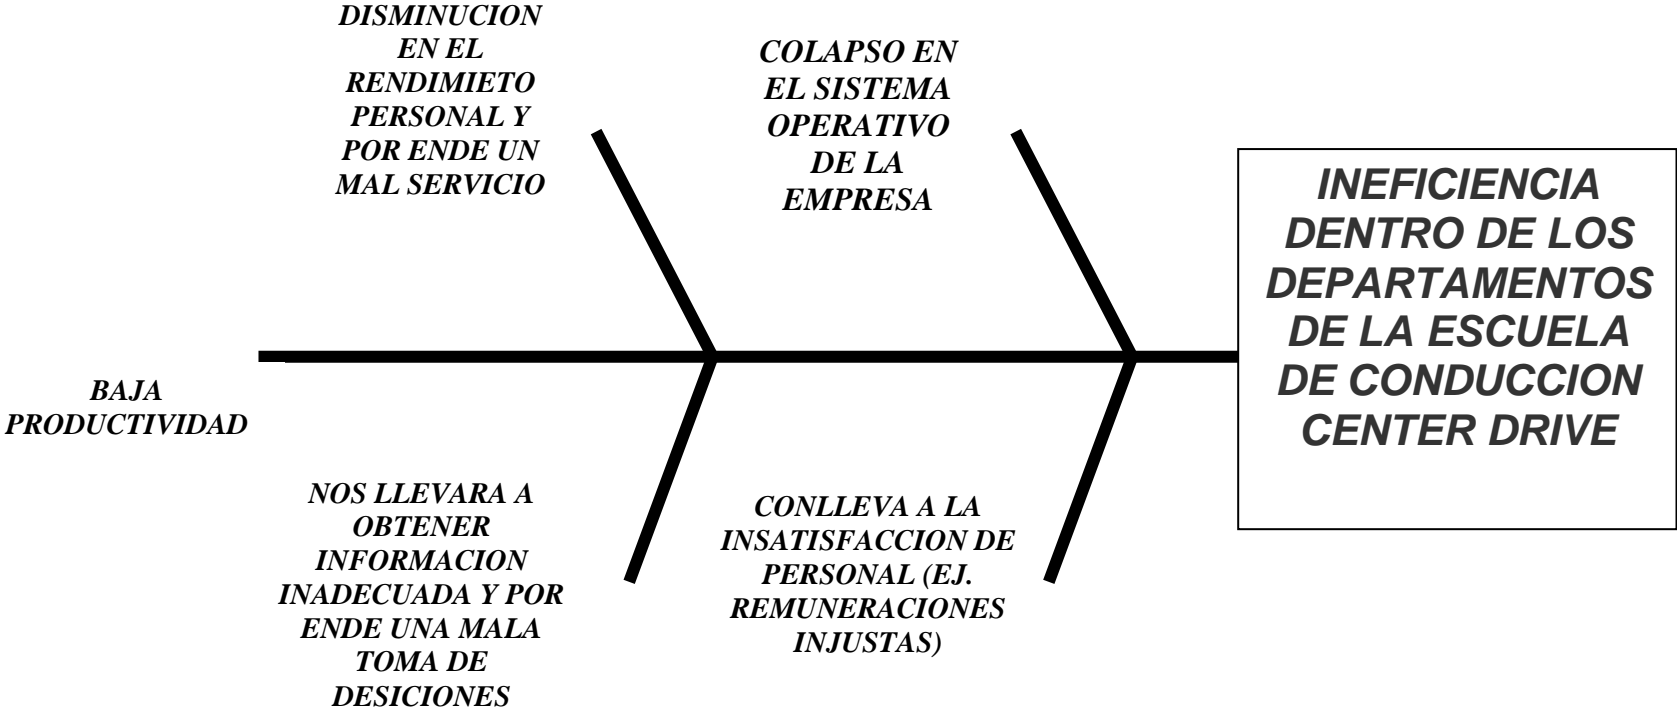 DISMINUCION
EN EL
RENDIMIETO
PERSONAL Y
POR ENDE UN
MAL SERVICIO
COLAPSO EN
EL SISTEMA
OPERATIVO
DE LA
EMPRESA
INEFICIENCIA
DENTRO DE LOS
DEPARTAMENTOS
DE LA ESCUELA
DE CONDUCCION
CENTER DRIVE
BAJA
PRODUCTIVIDAD
NOS LLEVARA A
OBTENER
INFORMACION
INADECUADA Y POR
ENDE UNA MALA
TOMA DE
DESICIONES
CONLLEVA A LA
INSATISFACCION DE
PERSONAL (EJ.
REMUNERACIONES
INJUSTAS)